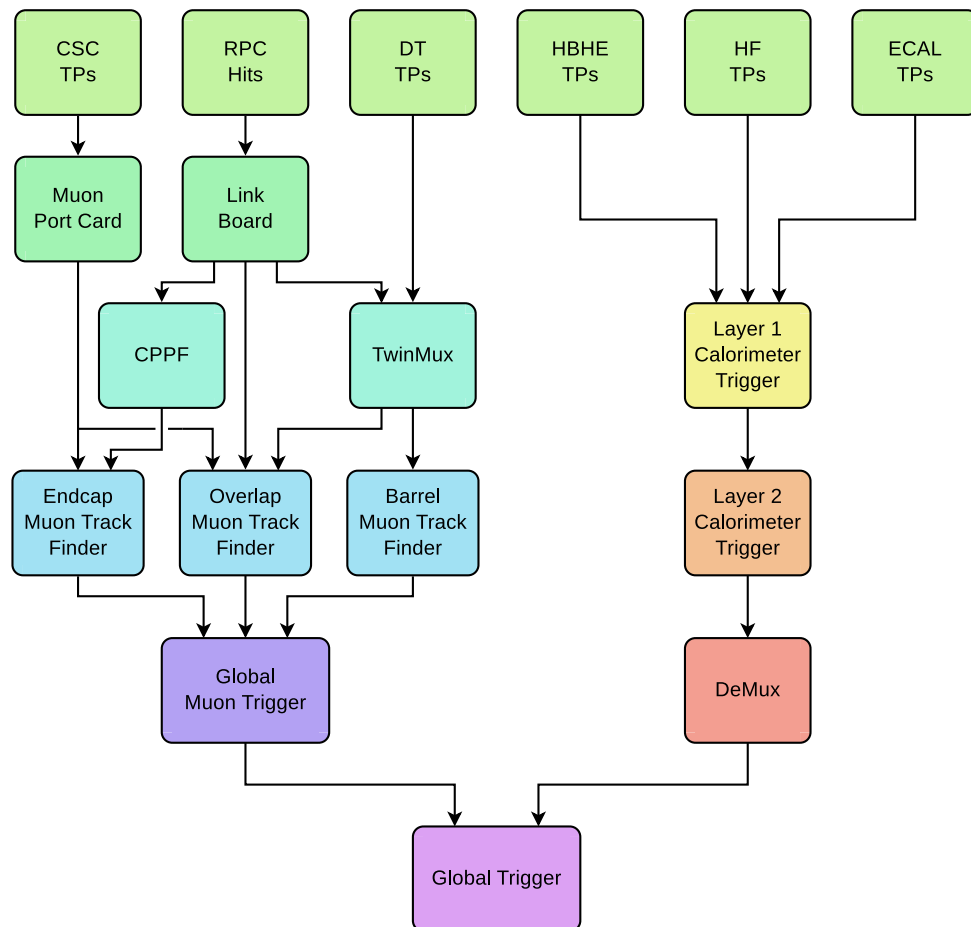 CSC
TPs
RPC
Hits
DT
TPs
HBHE
TPs
HF
TPs
ECAL
TPs
Muon
Port Card
Link
Board
CPPF
TwinMux
Layer 1
Calorimeter
Trigger
Endcap
Muon Track
Finder
Overlap
Muon Track
Finder
Barrel
Muon Track
Finder
Layer 2
Calorimeter
Trigger
Global
Muon Trigger
DeMux
Global Trigger